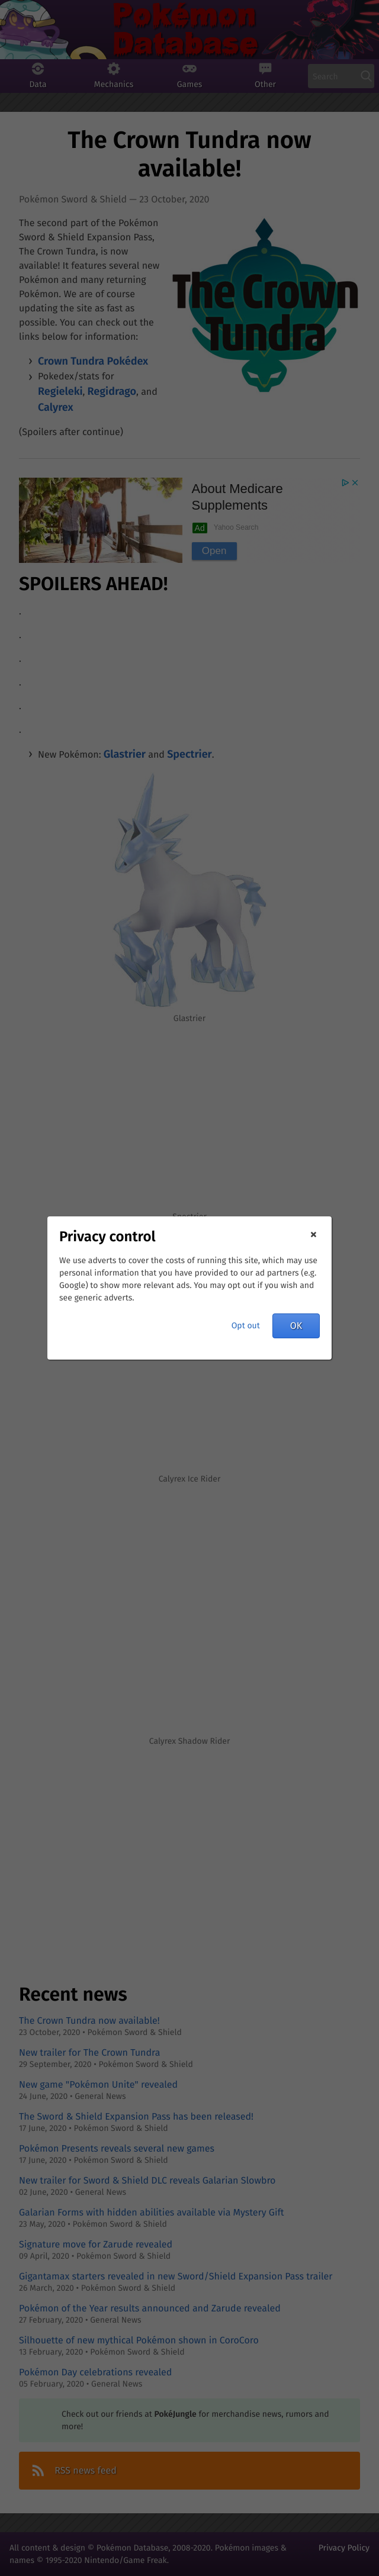 Pokémon
Database
Data
Mechanics
Games
Other
Search
The Crown Tundra now
available!
Pokémon Sword & Shield — 23 October, 2020
The second part of the Pokémon
Sword & Shield Expansion Pass,
The Crown Tundra, is now
available! It features several new
Pokémon and many returning
Pokémon. We are of course
updating the site as fast as
possible. You can check out the
links below for information:
The Crown
Tundra
› Crown Tundra Pokédex
› Pokedex/stats for
Regieleki, Regidrago, and
Calyrex
(Spoilers after continue)
About Medicare
Supplements
Ad Yahoo Search
Open
SPOILERS AHEAD!
.
.
.
.
.
.
› New Pokémon: Glastrier and Spectrier.
Glastrier
Privacy control
×
We use adverts to cover the costs of running this site, which may use
personal information that you have provided to our ad partners (e.g.
Google) to show more relevant ads. You may opt out if you wish and
see generic adverts.
Opt out
OK
Calyrex Ice Rider
Calyrex Shadow Rider
Recent news
The Crown Tundra now available!
23 October, 2020 • Pokémon Sword & Shield
New trailer for The Crown Tundra
29 September, 2020 • Pokémon Sword & Shield
New game "Pokémon Unite" revealed
24 June, 2020 • General News
The Sword & Shield Expansion Pass has been released!
17 June, 2020 • Pokémon Sword & Shield
Pokémon Presents reveals several new games
17 June, 2020 • Pokémon Sword & Shield
New trailer for Sword & Shield DLC reveals Galarian Slowbro
02 June, 2020 • General News
Galarian Forms with hidden abilities available via Mystery Gift
23 May, 2020 • Pokémon Sword & Shield
Signature move for Zarude revealed
09 April, 2020 • Pokémon Sword & Shield
Gigantamax starters revealed in new Sword/Shield Expansion Pass trailer
26 March, 2020 • Pokémon Sword & Shield
Pokémon of the Year results announced and Zarude revealed
27 February, 2020 • General News
Silhouette of new mythical Pokémon shown in CoroCoro
13 February, 2020 • Pokémon Sword & Shield
Pokémon Day celebrations revealed
05 February, 2020 • General News
Check out our friends at PokéJungle for merchandise news, rumors and
more!
RSS news feed
All content & design © Pokémon Database, 2008-2020. Pokémon images &
names © 1995-2020 Nintendo/Game Freak.
Privacy Policy